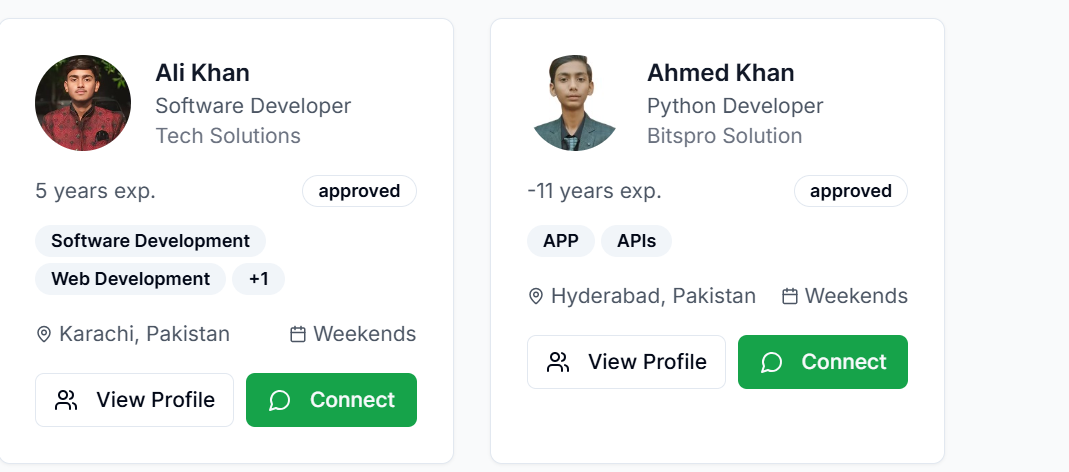 Ali Khan
Software Developer
Tech Solutions
5 years exp.
approved
Software Development
Web Development
+1
Karachi, Pakistan
Weekends
View Profile
Connect
Ahmed Khan
Python Developer
Bitspro Solution
-11 years exp.
approved
APP
APIs
Hyderabad, Pakistan
Weekends
View Profile
Connect